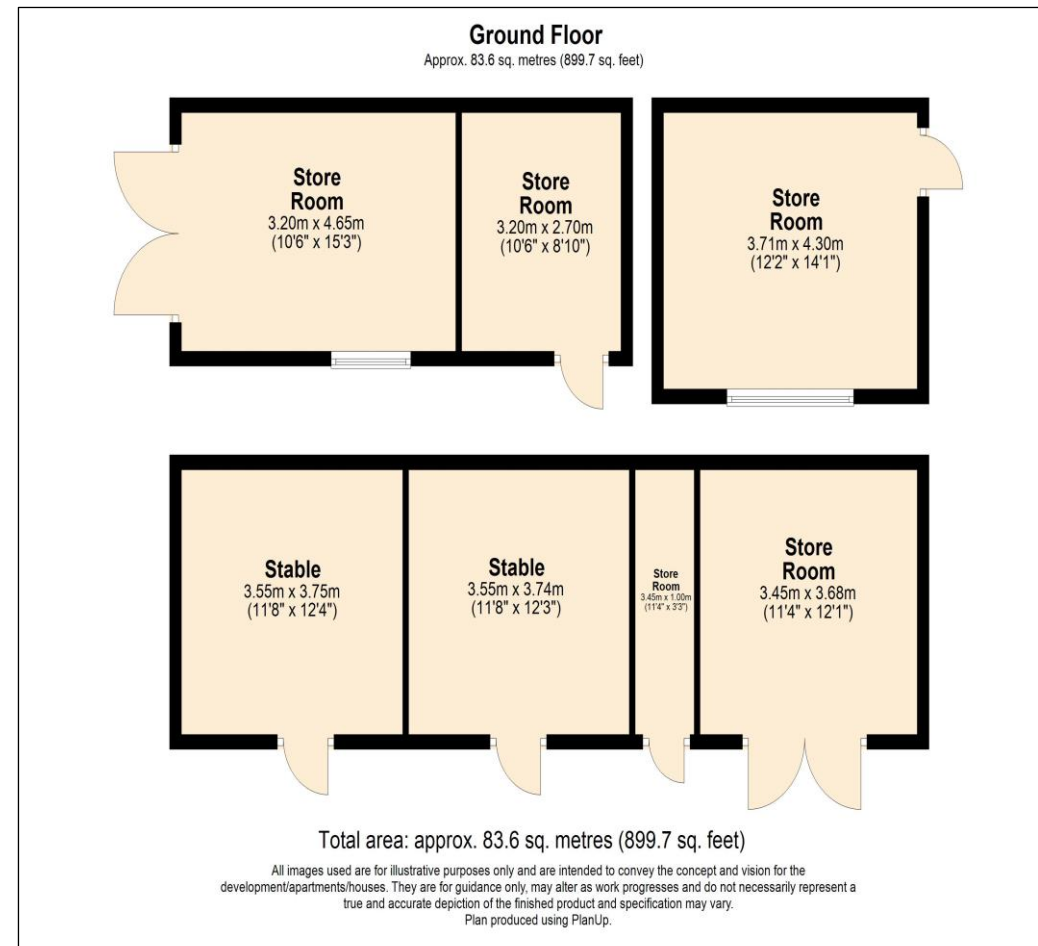 Ground Floor
Approx. 83.6 sq. metres (899.7 sq. feet)
Store
Room
3.20m x 4.65m
(10'6" x 15'3")
Store
Room
3.20m x 2.70m
(10'6" x 8'10")
Store
Room
3.71m x 4.30m
(12'2" x 14'1")
Stable
3.55m x 3.75m
(11'8" x 12'4")
Stable
3.55m x 3.74m
(11'8" x 12'3")
Store
Room
3.45m x 1.00m
(11'4" x 3'3")
Store
Room
3.45m x 3.68m
(11'4" x 12'1")
Total area: approx. 83.6 sq. metres (899.7 sq. feet)
All images used are for illustrative purposes only and are intended to convey the concept and vision for the
development/apartments/houses. They are for guidance only, may alter as work progresses and do not necessarily represent a
true and accurate depiction of the finished product and specification may vary.
Plan produced using PlanUp.